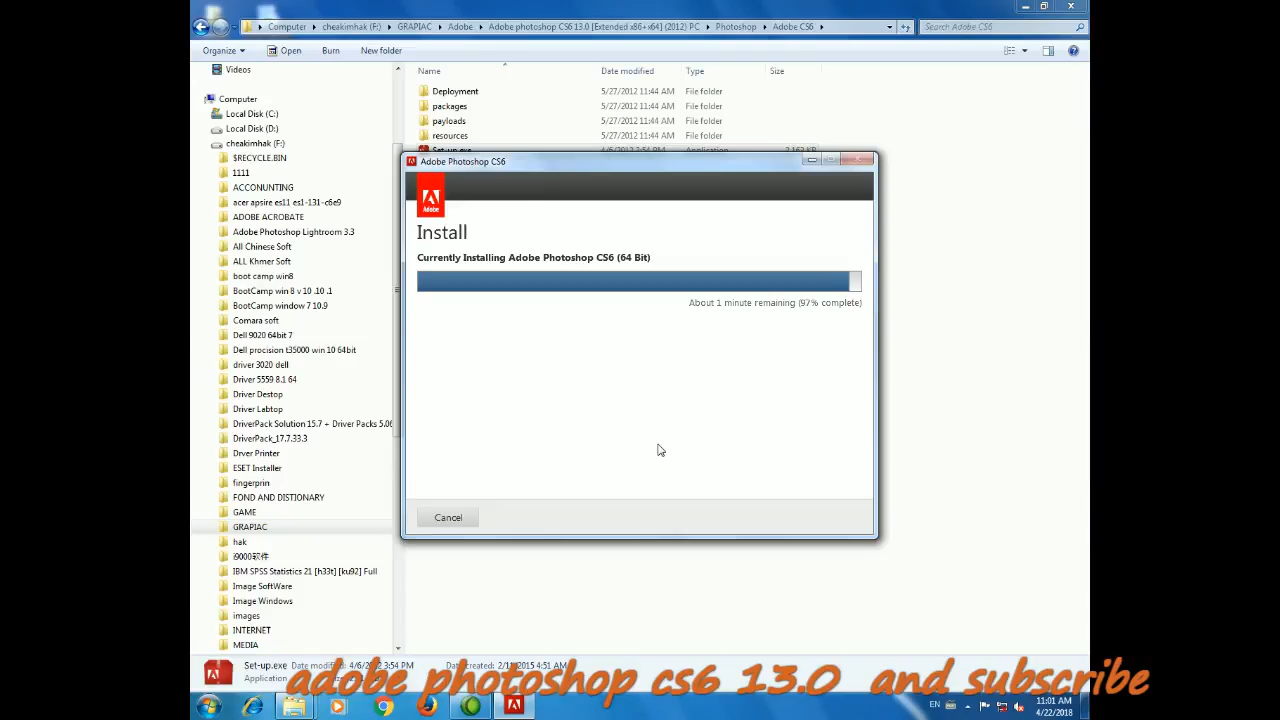 Computer ▸ cheakimhak (F:) ▸ GRAPIAC ▸ Adobe ▸ Adobe photoshop CS6 13.0 [Extended x86+x64] (2012) PC ▸ Photoshop ▸ Adobe CS6 ▸
Search Adobe CS6
Organize Open Burn New folder
Name Date modified Type Size
Videos
Computer
Local Disk (C:)
Local Disk (D:)
cheakimhak (F:)
$RECYCLE.BIN
1111
ACCONUNTING
acer apsire es11 es1-131-c6e9
ADOBE ACROBATE
Adobe Photoshop Lightroom 3.3
All Chinese Soft
ALL Khmer Soft
boot camp win8
BootCamp win 8 v 10 .10 .1
BootCamp window 7 10.9
Comara soft
Dell 9020 64bit 7
Dell procision t35000 win 10 64bit
driver 3020 dell
Driver 5559 8.1 64
Driver Destop
Driver Labtop
DriverPack Solution 15.7 + Driver Packs 5.06
DriverPack_17.7.33.3
Drver Printer
ESET Installer
fingerprin
FOND AND DISTIONARY
GAME
GRAPIAC
hak
i9000软件
IBM SPSS Statistics 21 [h33t] [ku92] Full
Image SoftWare
Image Windows
images
INTERNET
MEDIA
Deployment 5/27/2012 11:44 AM File folder
packages 5/27/2012 11:44 AM File folder
payloads 5/27/2012 11:44 AM File folder
resources 5/27/2012 11:44 AM File folder
Set-up.exe 4/6/2012 3:54 PM Application 2,163 KB
Adobe Photoshop CS6
Adobe
Install
Currently Installing Adobe Photoshop CS6 (64 Bit)
About 1 minute remaining (97% complete)
Cancel
Set-up.exe Date modified: 4/6/2012 3:54 PM Date created: 2/11/2015 4:51 AM
Application
adobe photoshop cs6 13.0 and subscribe
EN
11:01 AM
4/22/2018